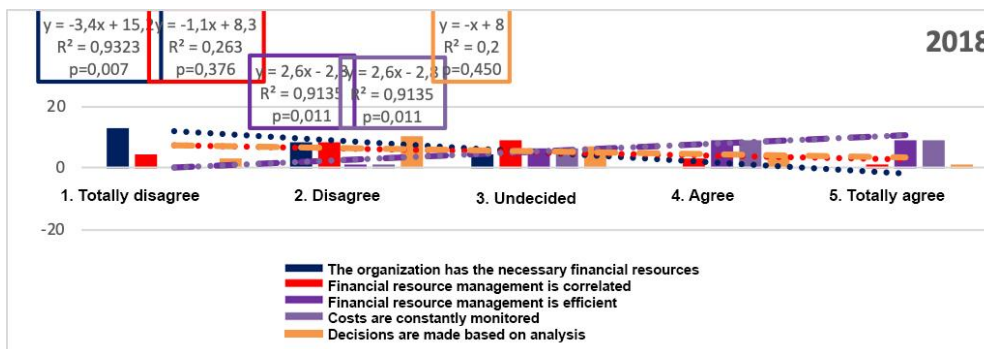 y = -3,4x + 15,2
R² = 0,9323
p=0,007
y = -1,1x + 8,3
R² = 0,263
p=0,376
y = 2,6x - 2,8
R² = 0,9135
p=0,011
y = 2,6x - 2,8
R² = 0,9135
p=0,011
y = -x + 8
R² = 0,2
p=0,450
2018
20
0
-20
1. Totally disagree
2. Disagree
3. Undecided
4. Agree
5. Totally agree
The organization has the necessary financial resources
Financial resource management is correlated
Financial resource management is efficient
Costs are constantly monitored
Decisions are made based on analysis